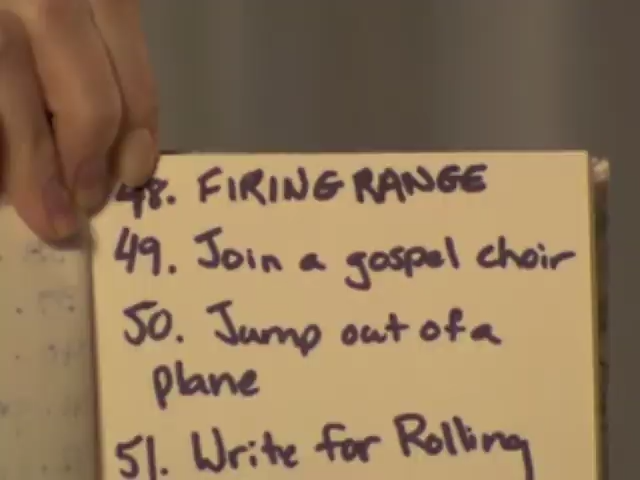 48. FIRING RANGE
49. Join a gospel choir
50. Jump out of a
plane
51. Write for Rolling